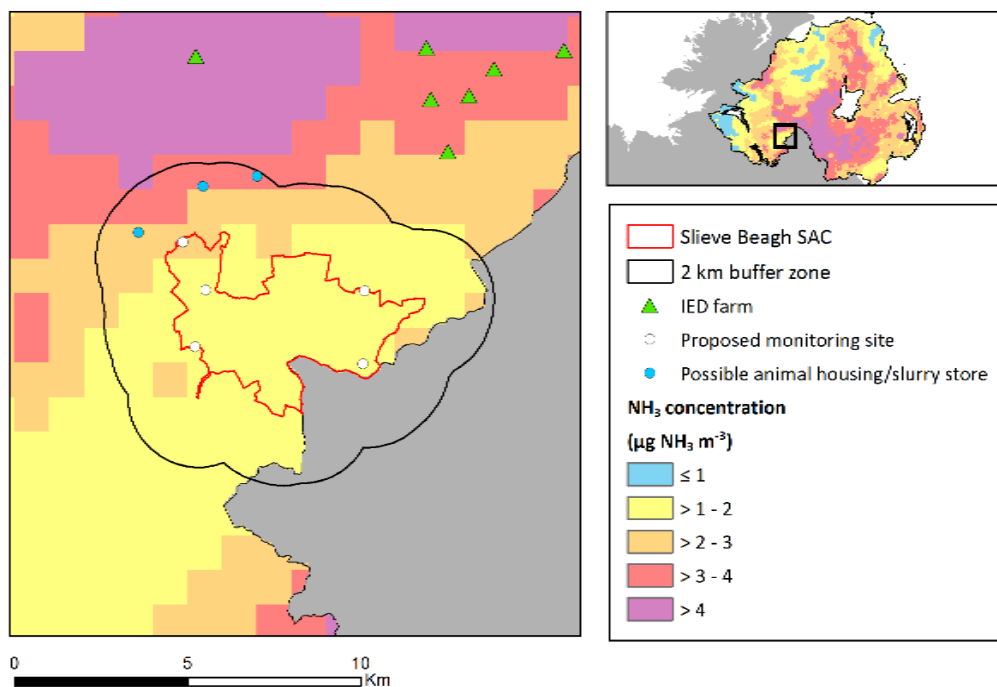 Slieve Beagh SAC
2 km buffer zone
IED farm
Proposed monitoring site
Possible animal housing/slurry store
NH₃ concentration
(µg NH₃ m⁻³)
≤ 1
> 1 - 2
> 2 - 3
> 3 - 4
> 4
0 5 10
Km